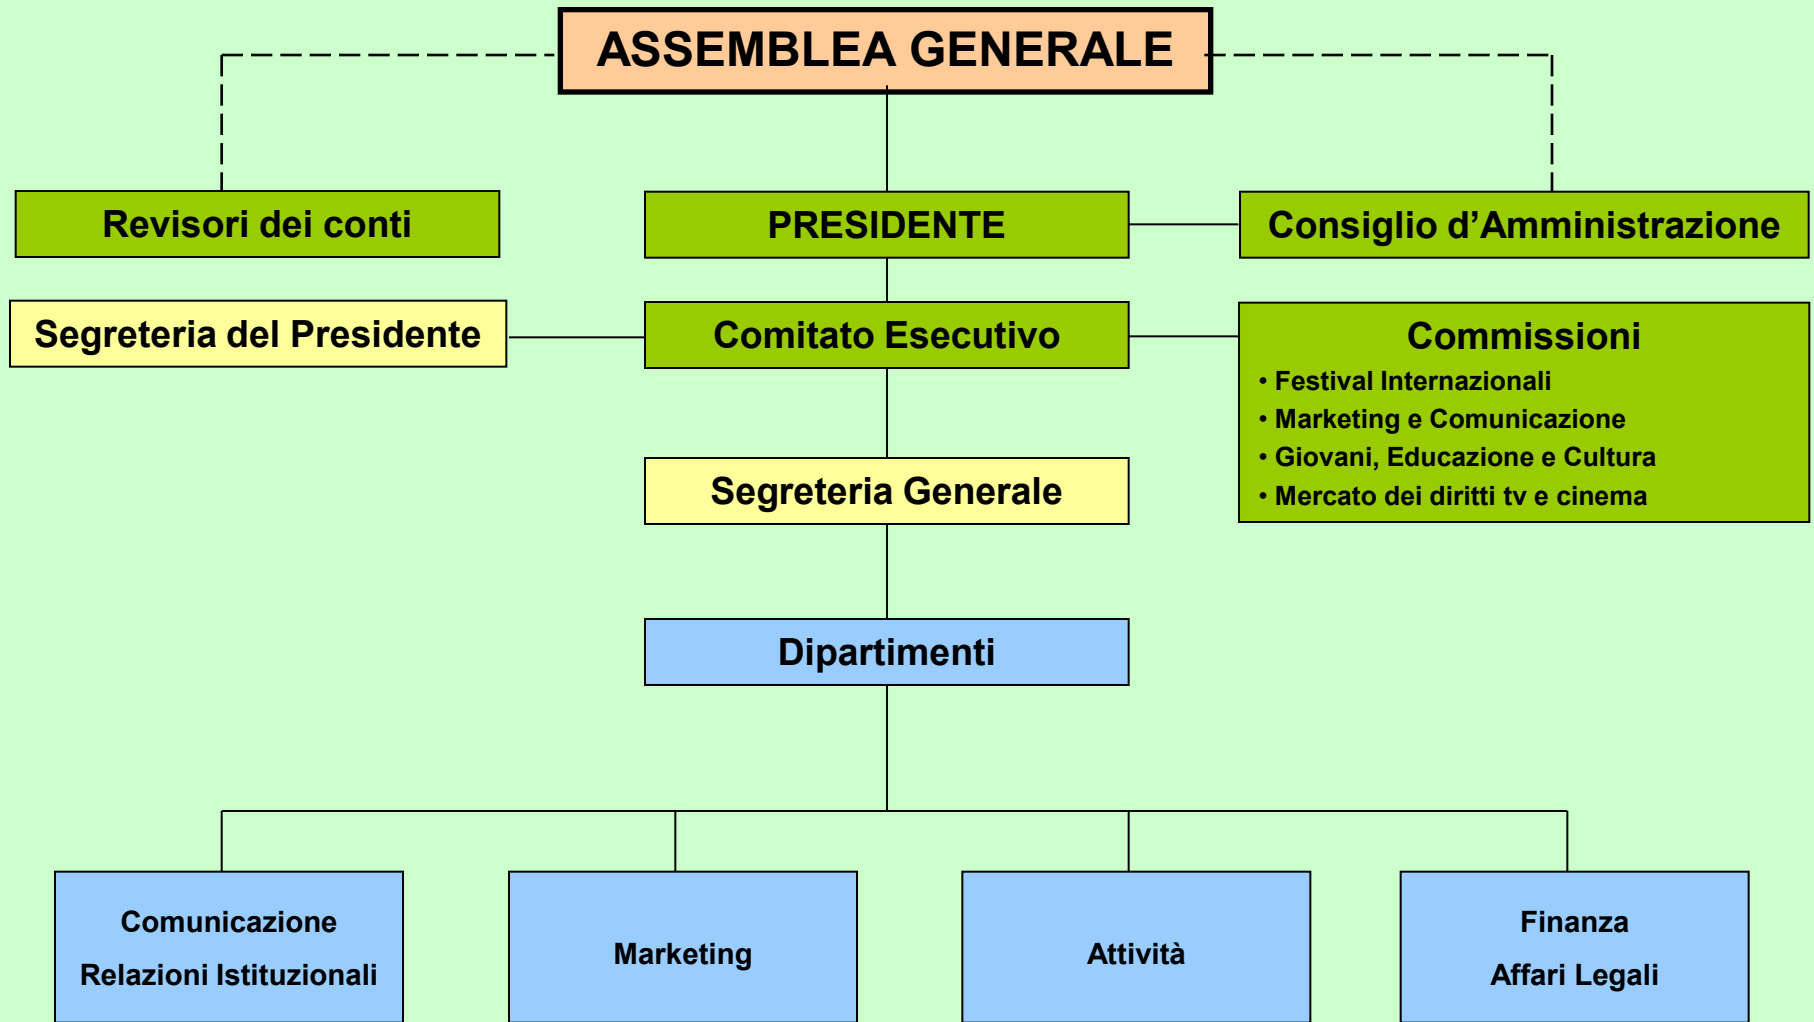 ASSEMBLEA GENERALE
Revisori dei conti
PRESIDENTE
Consiglio d’Amministrazione
Segreteria del Presidente
Comitato Esecutivo
Commissioni
• Festival Internazionali
• Marketing e Comunicazione
• Giovani, Educazione e Cultura
• Mercato dei diritti tv e cinema
Segreteria Generale
Dipartimenti
Comunicazione
Relazioni Istituzionali
Marketing
Attività
Finanza
Affari Legali